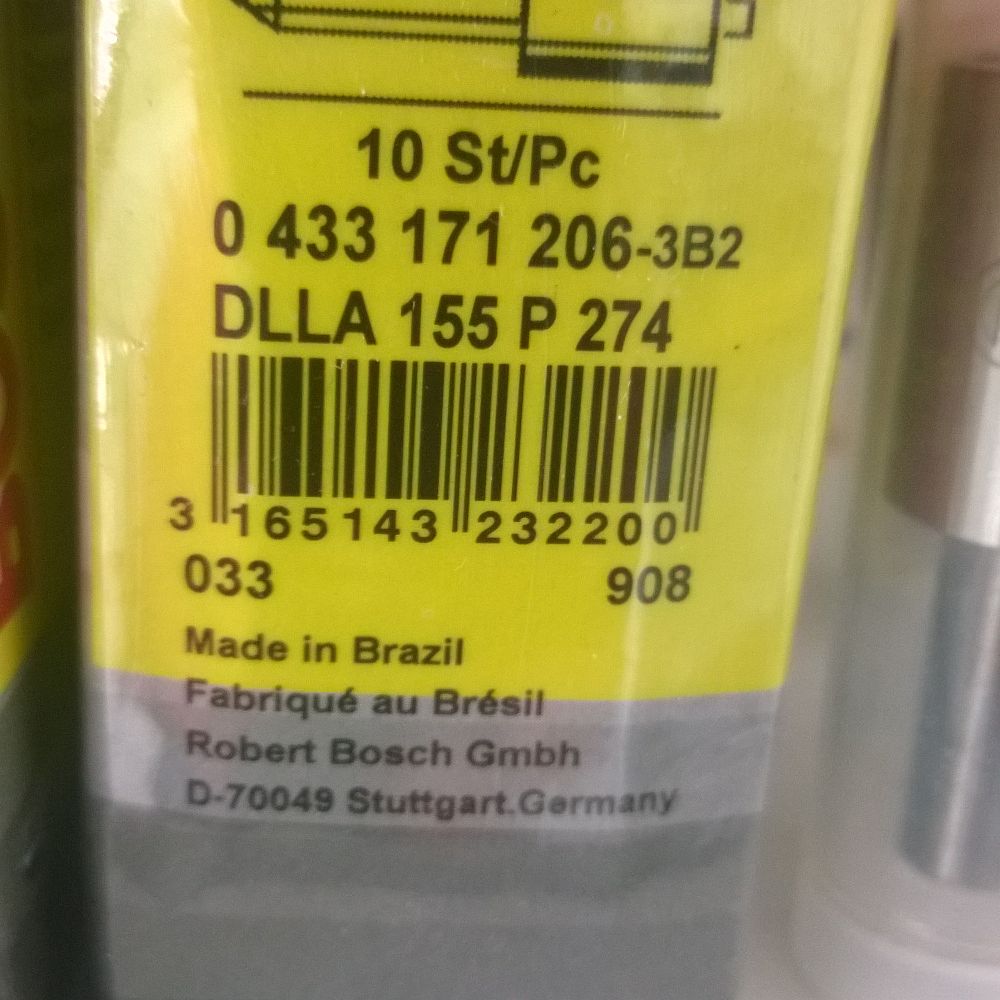 10 St/Pc
0 433 171 206-3B2
DLLA 155 P 274
3 165143 232200
033 908
Made in Brazil
Fabriqué au Brésil
Robert Bosch Gmbh
D-70049 Stuttgart.Germany